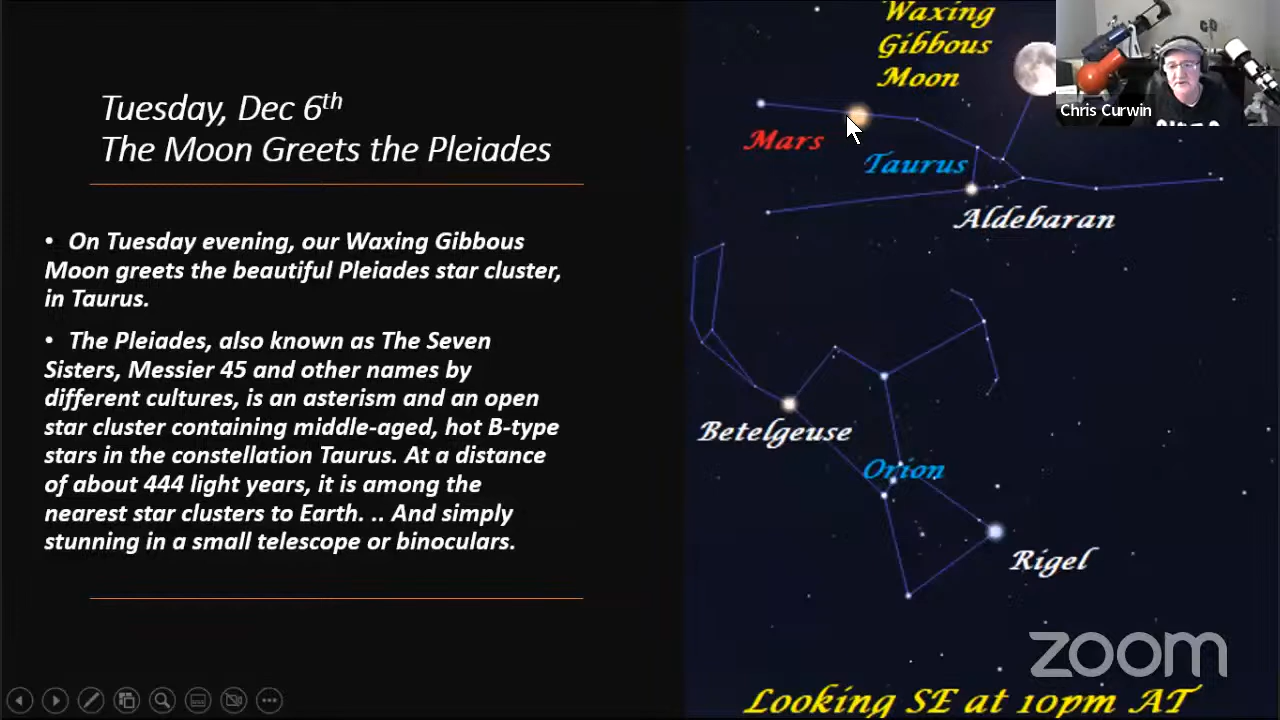 Tuesday, Dec 6th
The Moon Greets the Pleiades
• On Tuesday evening, our Waxing Gibbous
Moon greets the beautiful Pleiades star cluster,
in Taurus.
• The Pleiades, also known as The Seven
Sisters, Messier 45 and other names by
different cultures, is an asterism and an open
star cluster containing middle-aged, hot B-type
stars in the constellation Taurus. At a distance
of about 444 light years, it is among the
nearest star clusters to Earth. .. And simply
stunning in a small telescope or binoculars.
Waxing
Gibbous
Moon
Chris Curwin
Mars
Taurus
Aldebaran
Betelgeuse
Orion
Rigel
zoom
Looking SE at 10pm AT